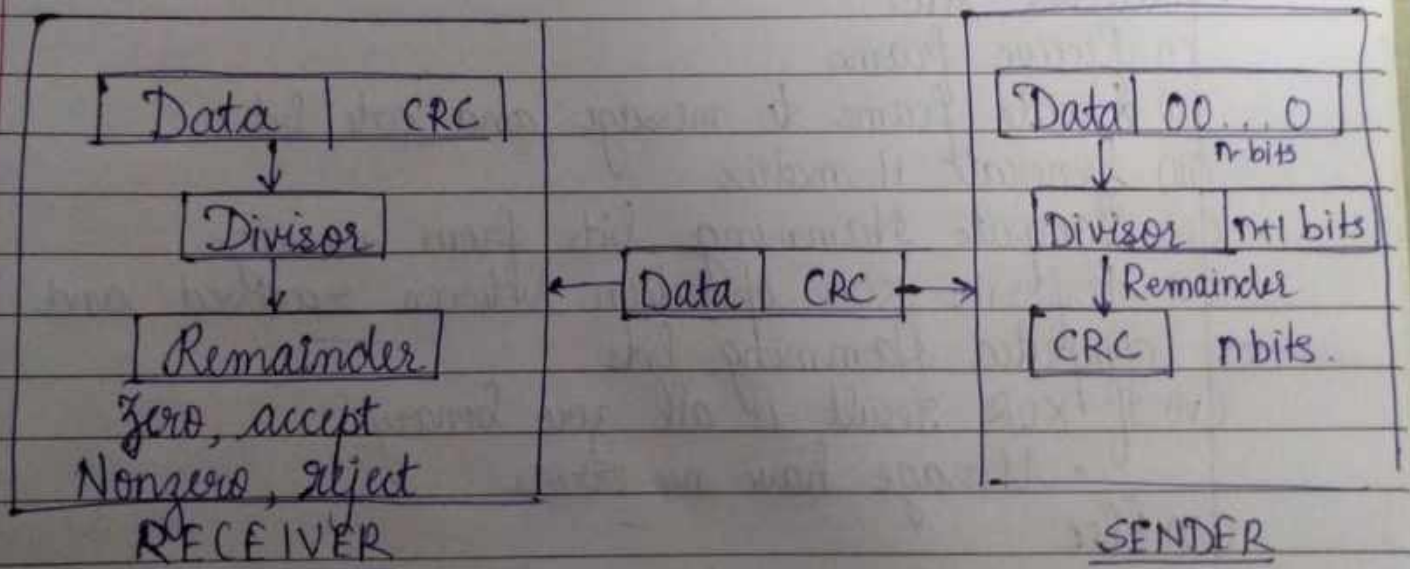 Data CRC
Divisor
Remainder
Zero, accept
Nonzero, reject
RECEIVER
Data CRC
Data 00...0
n bits
Divisor n+1 bits
Remainder
CRC n bits.
SENDER